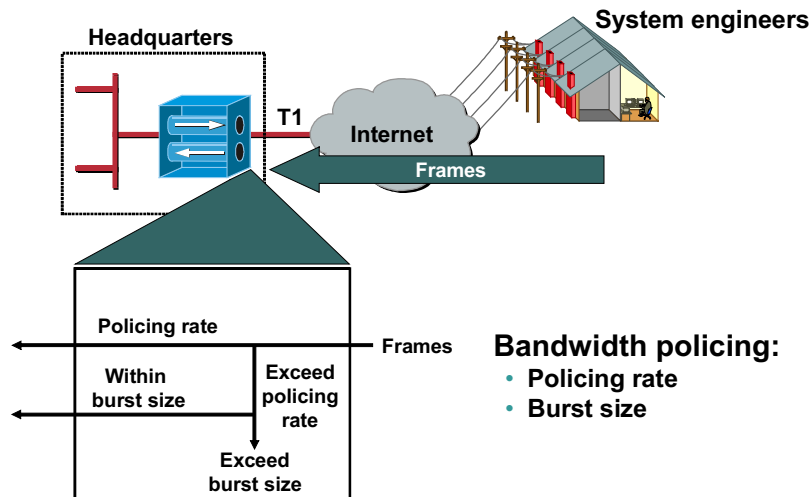 System engineers
Headquarters
T1
Internet
Frames
Policing rate
Frames
Within
burst size
Exceed
policing
rate
Exceed
burst size
Bandwidth policing:
• Policing rate
• Burst size